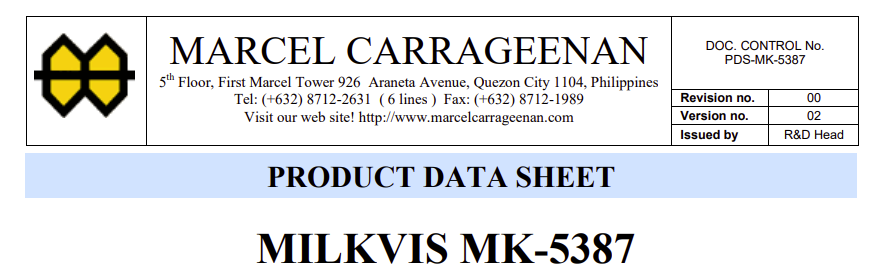 MARCEL CARRAGEENAN
5th Floor, First Marcel Tower 926 Araneta Avenue, Quezon City 1104, Philippines
Tel: (+632) 8712-2631 ( 6 lines ) Fax: (+632) 8712-1989
Visit our web site! http://www.marcelcarrageenan.com
DOC. CONTROL No.
PDS-MK-5387
Revision no. 00
Version no. 02
Issued by R&D Head
PRODUCT DATA SHEET
MILKVIS MK-5387